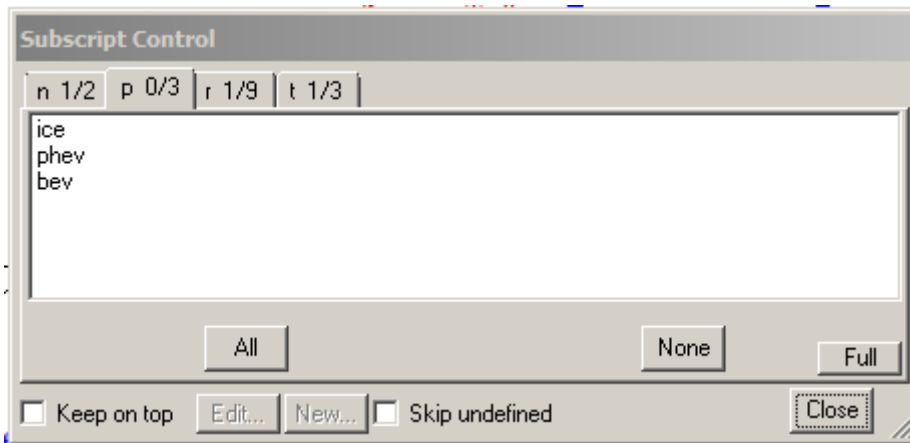 Subscript Control
n 1/2 p 0/3 r 1/9 t 1/3
ice
phev
bev
All None Full
Keep on top Edit... New... Skip undefined Close